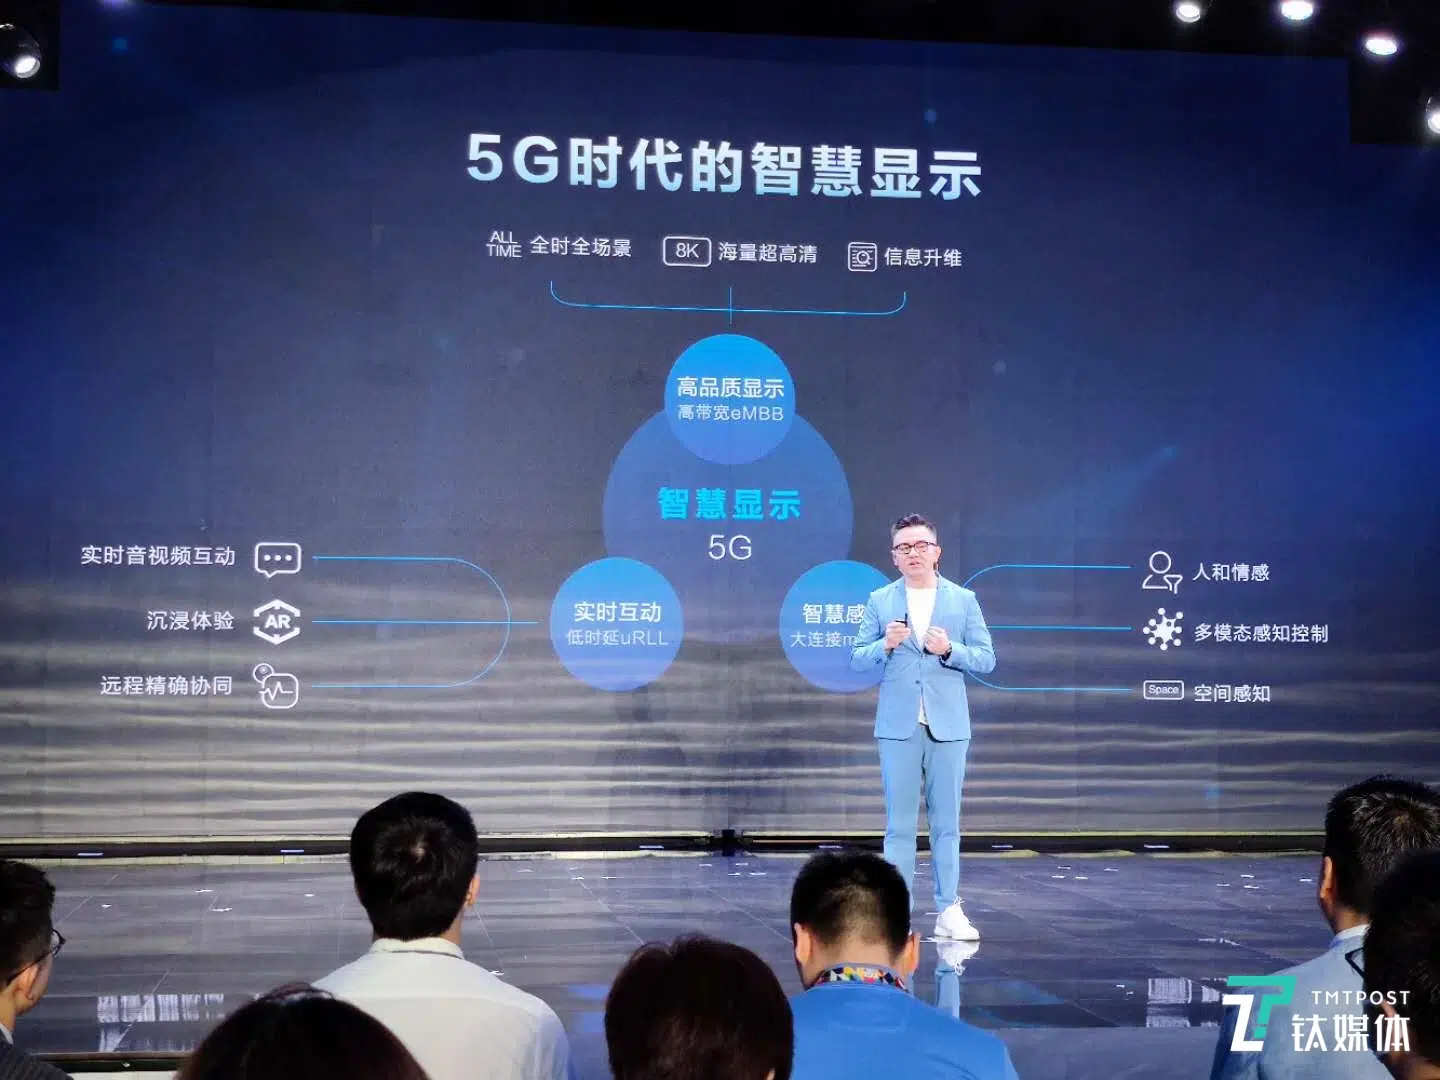 5G时代的智慧显示
ALL TIME 全时全场景
8K 海量超高清
信息升维
高品质显示
高带宽eMBB
智慧显示
5G
实时音视频互动
沉浸体验 AR
远程精确协同
实时互动
低时延uRLL
智慧感
大连接m
人和情感
多模态感知控制
Space 空间感知
TMTPOST
钛媒体